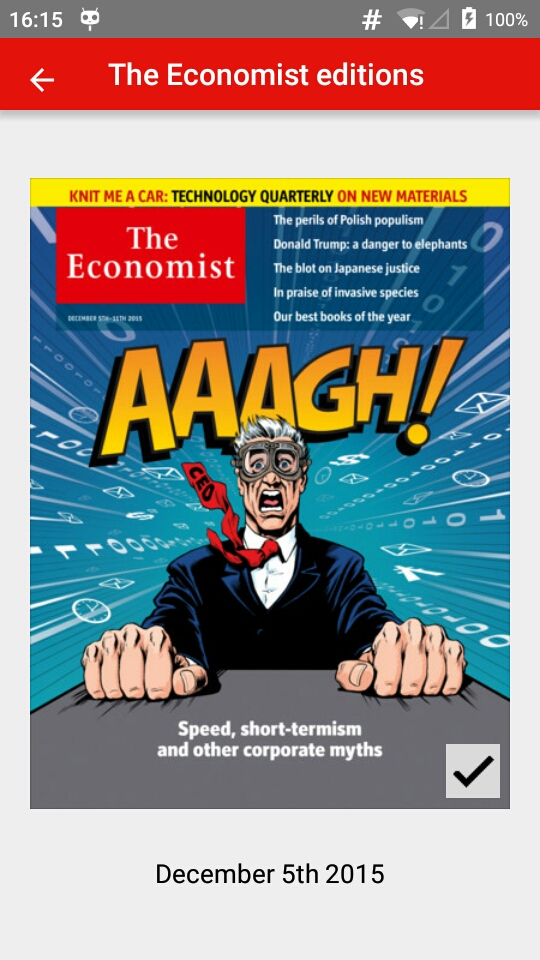 16:15
#
100%
The Economist editions
KNIT ME A CAR: TECHNOLOGY QUARTERLY ON NEW MATERIALS
The
Economist
DECEMBER 5TH–11TH 2015
The perils of Polish populism
Donald Trump: a danger to elephants
The blot on Japanese justice
In praise of invasive species
Our best books of the year
AAAGH!
CEO
Speed, short-termism
and other corporate myths
December 5th 2015